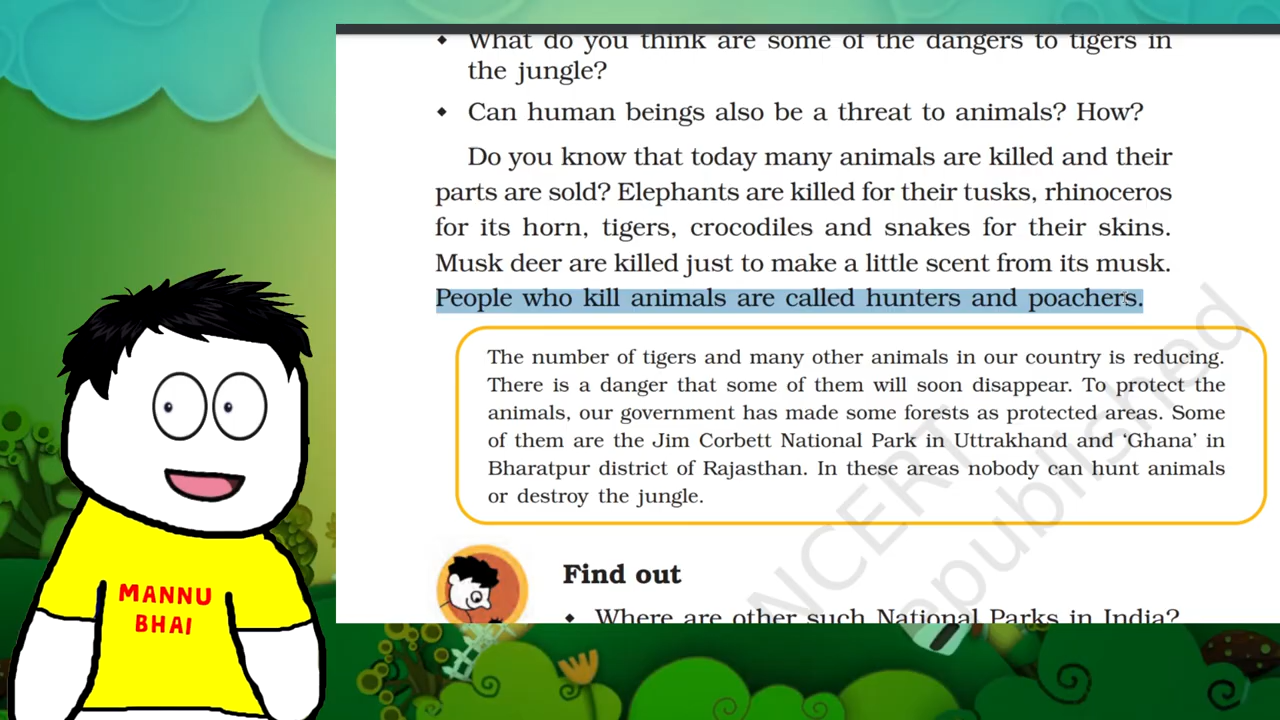 ◆ What do you think are some of the dangers to tigers in
the jungle?
◆ Can human beings also be a threat to animals? How?
Do you know that today many animals are killed and their
parts are sold? Elephants are killed for their tusks, rhinoceros
for its horn, tigers, crocodiles and snakes for their skins.
Musk deer are killed just to make a little scent from its musk.
People who kill animals are called hunters and poachers.
The number of tigers and many other animals in our country is reducing.
There is a danger that some of them will soon disappear. To protect the
animals, our government has made some forests as protected areas. Some
of them are the Jim Corbett National Park in Uttrakhand and ‘Ghana’ in
Bharatpur district of Rajasthan. In these areas nobody can hunt animals
or destroy the jungle.
Find out
◆ Where are other such National Parks in India?
MANNU
BHAI
NCERT
published